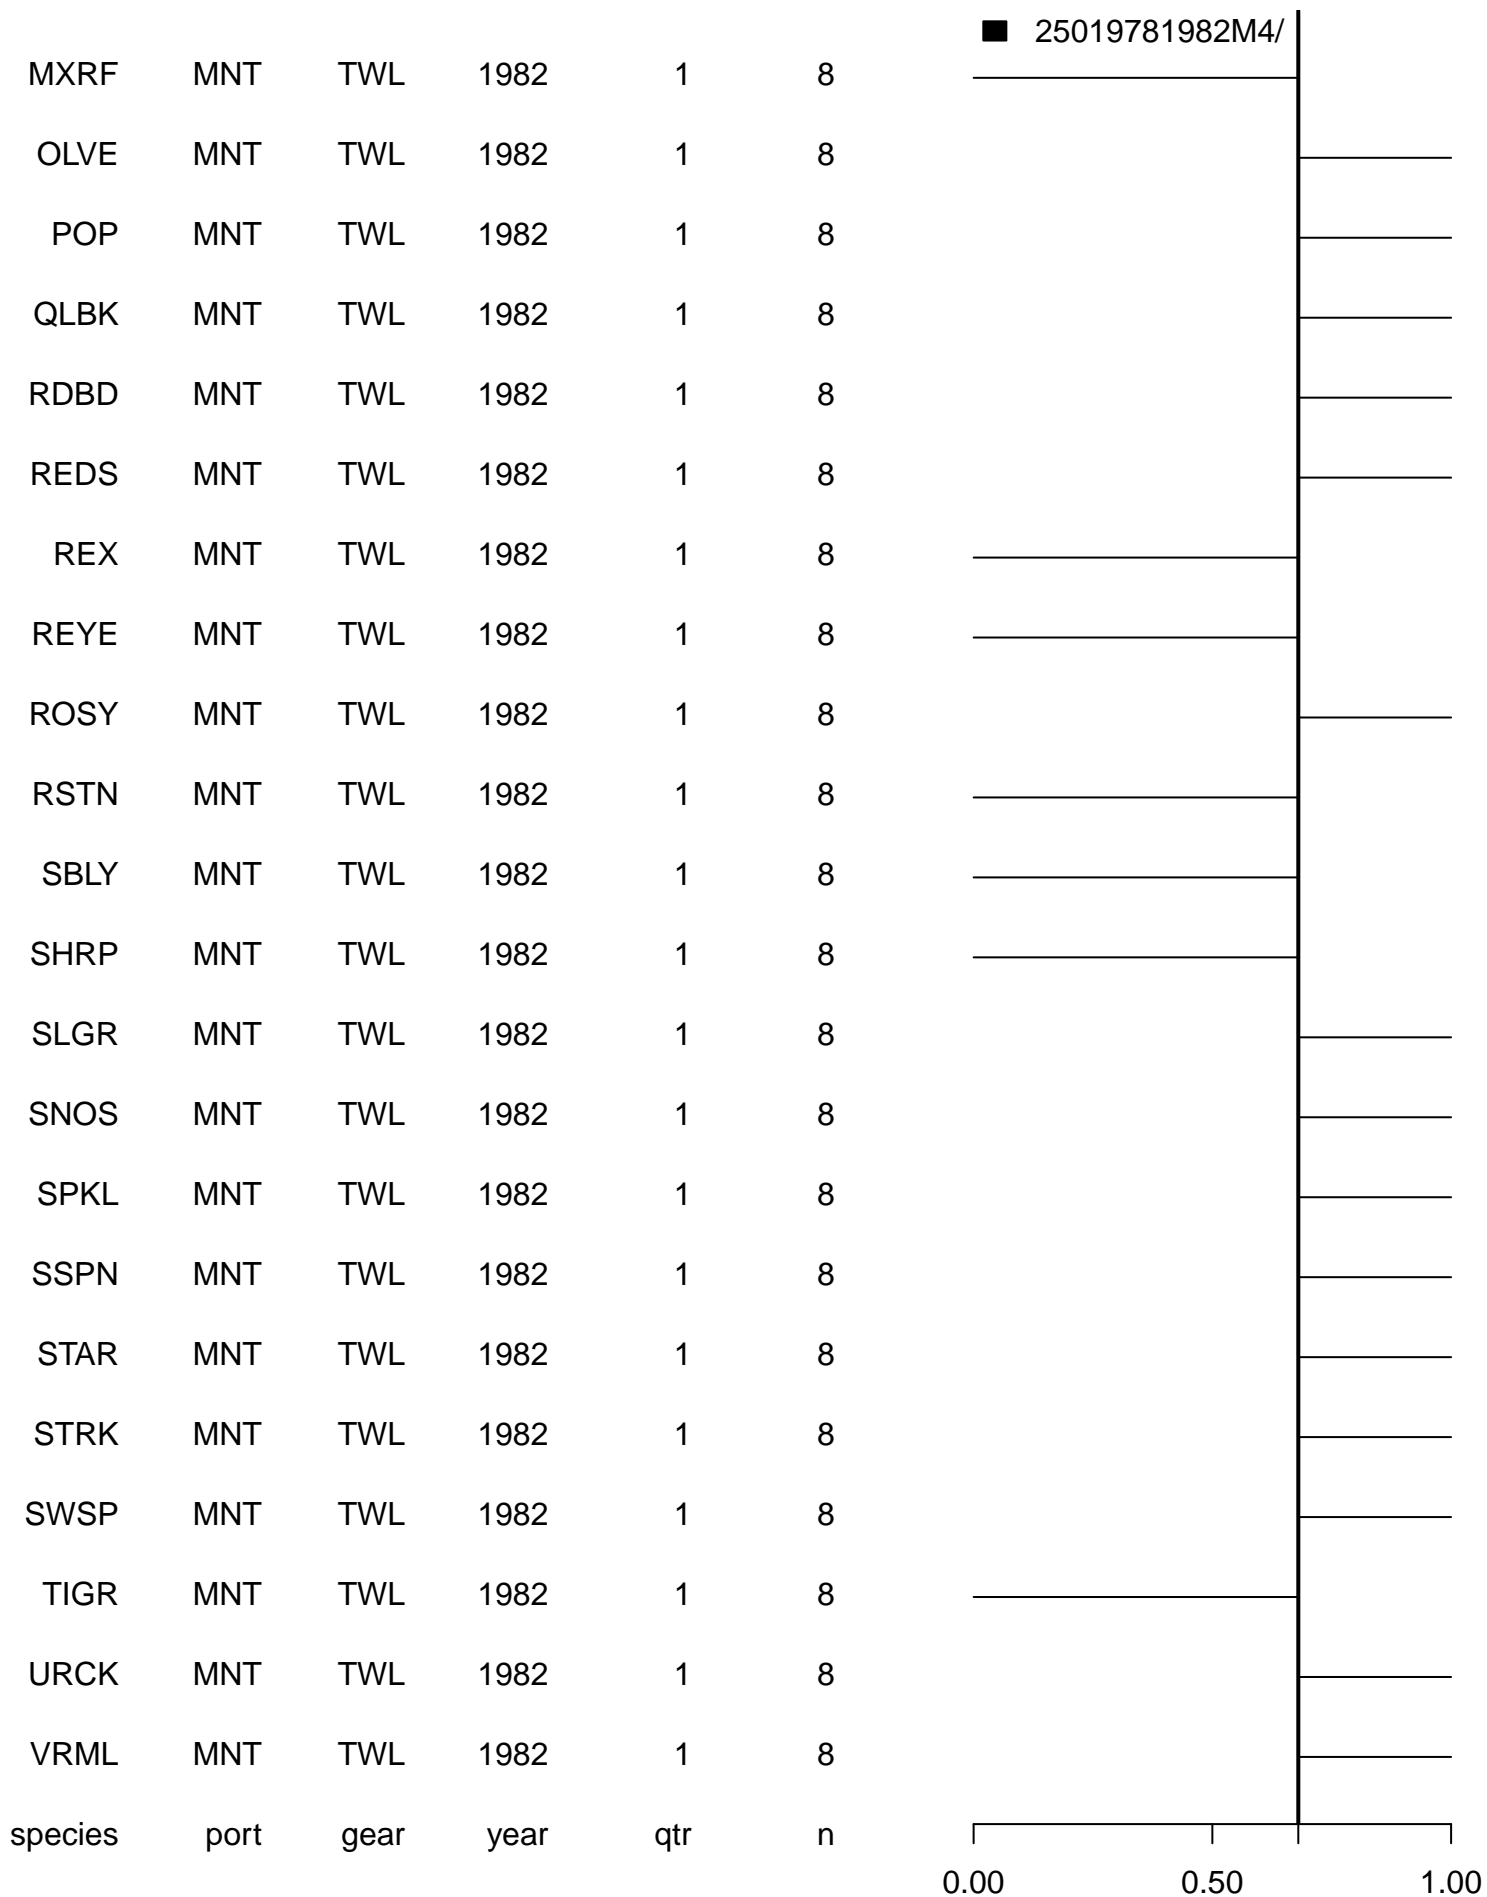 25019781982M4/
MXRF MNT TWL 1982 1 8
OLVE MNT TWL 1982 1 8
POP MNT TWL 1982 1 8
QLBK MNT TWL 1982 1 8
RDBD MNT TWL 1982 1 8
REDS MNT TWL 1982 1 8
REX MNT TWL 1982 1 8
REYE MNT TWL 1982 1 8
ROSY MNT TWL 1982 1 8
RSTN MNT TWL 1982 1 8
SBLY MNT TWL 1982 1 8
SHRP MNT TWL 1982 1 8
SLGR MNT TWL 1982 1 8
SNOS MNT TWL 1982 1 8
SPKL MNT TWL 1982 1 8
SSPN MNT TWL 1982 1 8
STAR MNT TWL 1982 1 8
STRK MNT TWL 1982 1 8
SWSP MNT TWL 1982 1 8
TIGR MNT TWL 1982 1 8
URCK MNT TWL 1982 1 8
VRML MNT TWL 1982 1 8
species port gear year qtr n
0.00 0.50 1.00